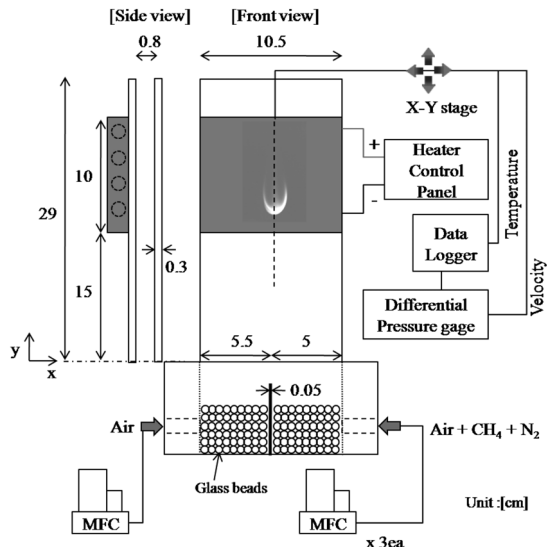 [Side view]
[Front view]
0.8
10.5
X-Y stage
+
-
Heater
Control
Panel
10
29
Temperature
Velocity
Data
Logger
0.3
15
Differential
Pressure gage
y
x
5.5
5
0.05
Air
Air + CH₄ + N₂
Glass beads
MFC
MFC
x 3ea
Unit :[cm]